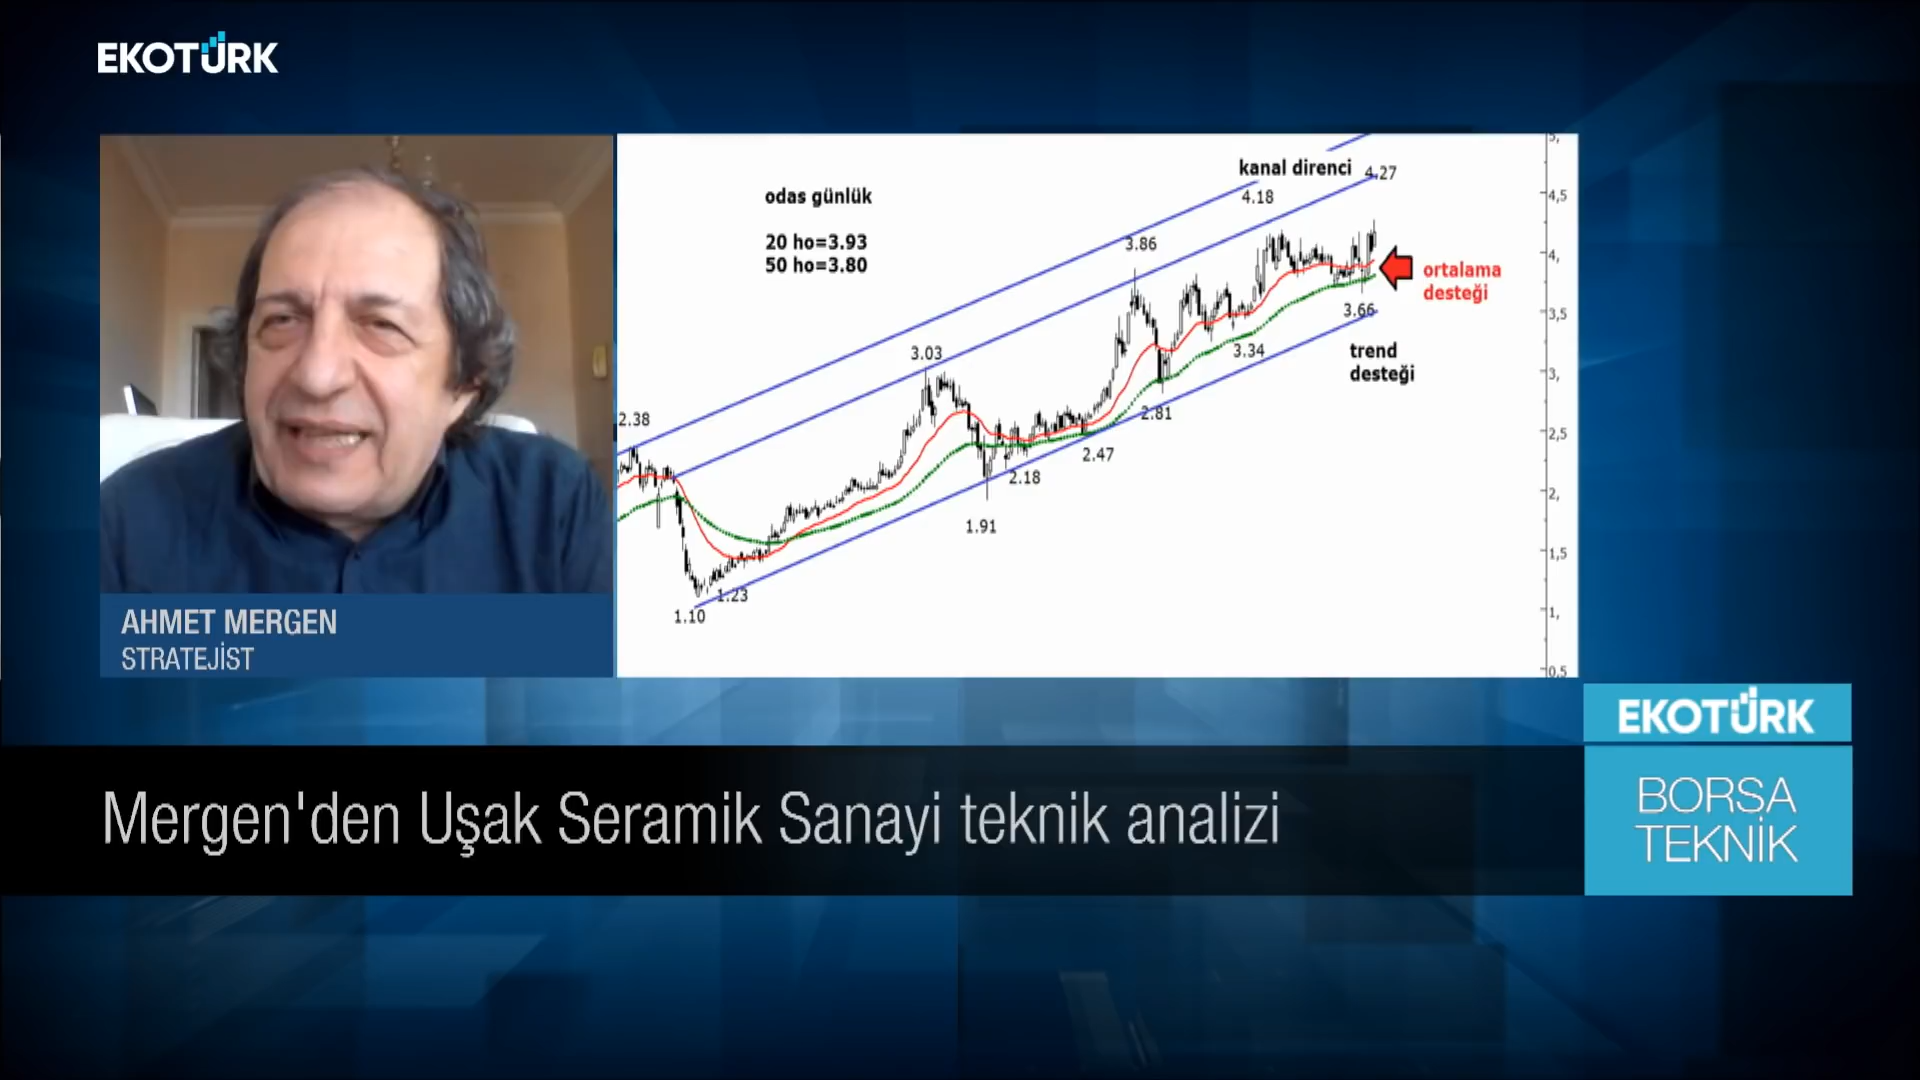 EKOTÜRK
odas günlük
20 ho=3.93
50 ho=3.80
kanal direnci
4.27
4.18
3.86
3.03
2.38
ortalama
desteği
3.66
trend
desteği
3.34
2.81
2.47
2.18
1.91
1.23
1.10
5,
4,5
4,
3,5
3,
2,5
2,
1,5
1,
0,5
AHMET MERGEN
STRATEJİST
EKOTÜRK
Mergen'den Uşak Seramik Sanayi teknik analizi
BORSA
TEKNİK